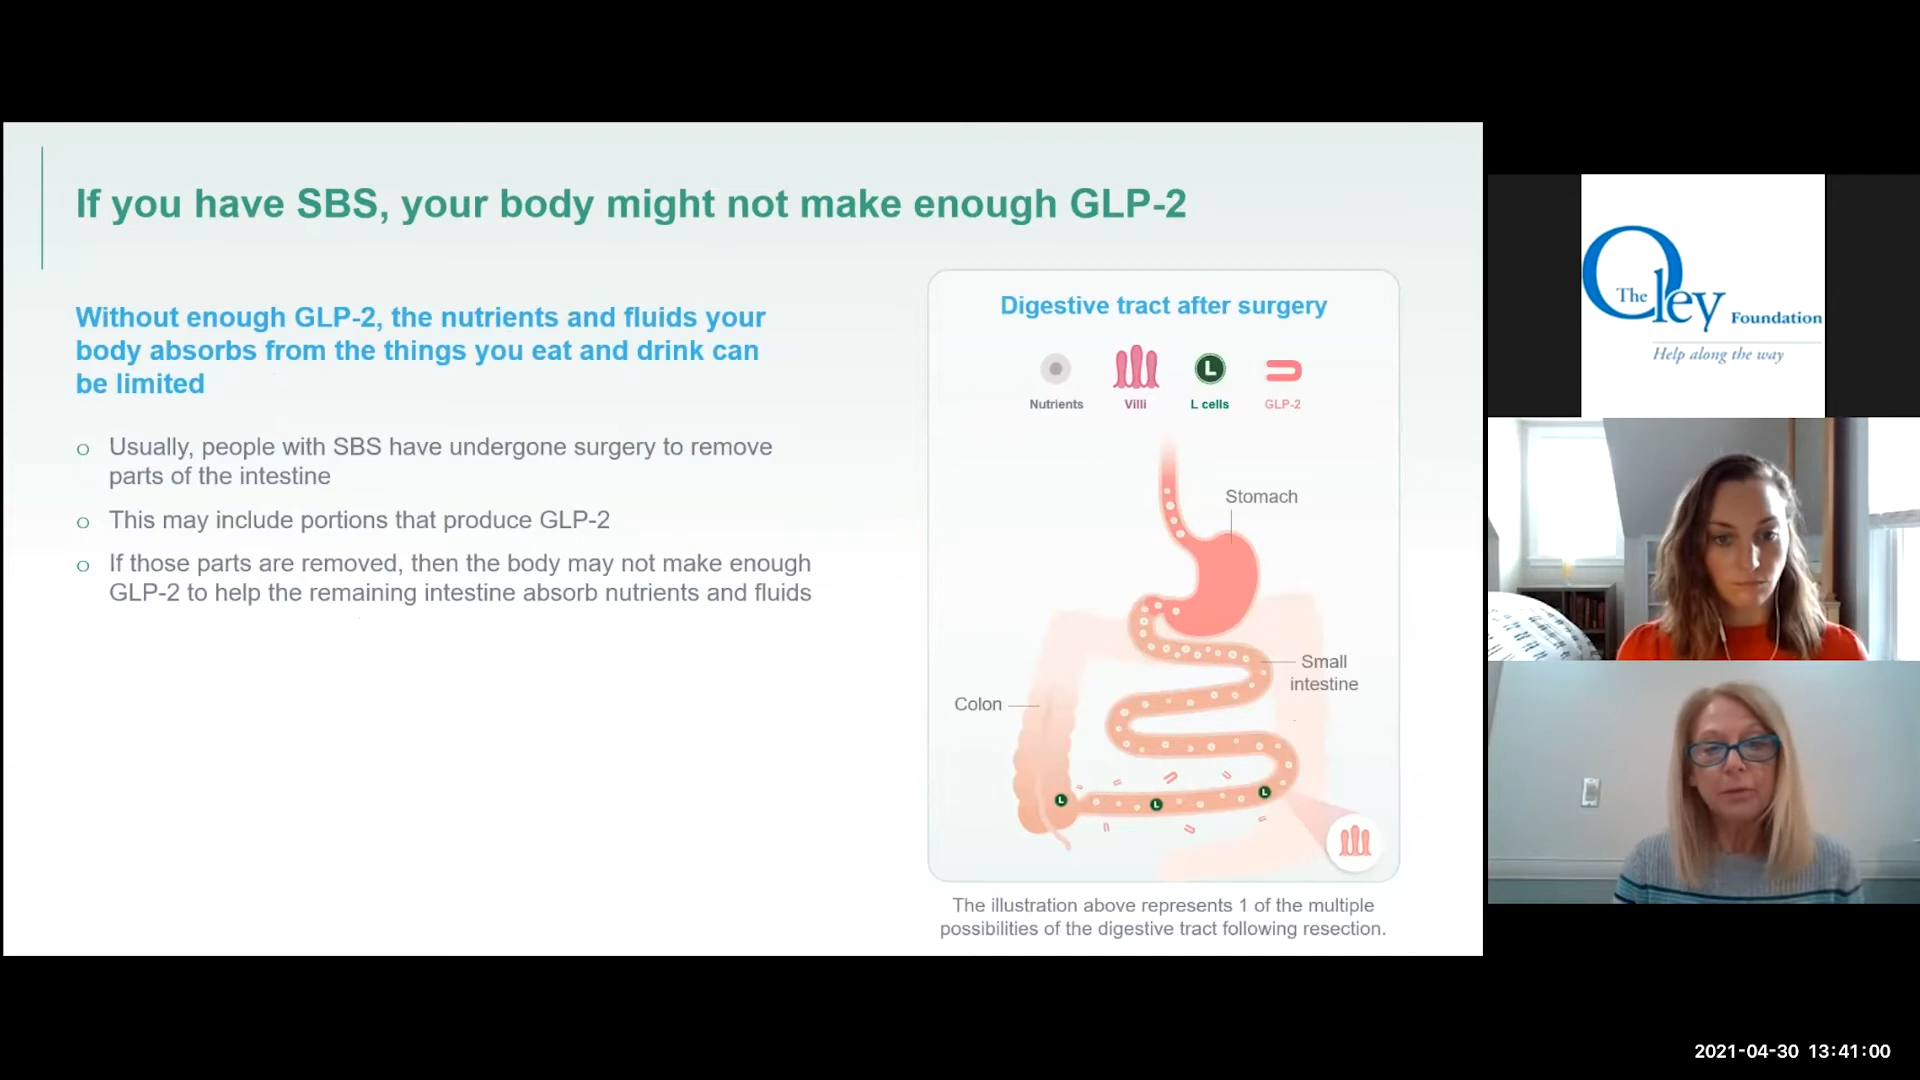 If you have SBS, your body might not make enough GLP-2
Without enough GLP-2, the nutrients and fluids your
body absorbs from the things you eat and drink can
be limited
o Usually, people with SBS have undergone surgery to remove
parts of the intestine
o This may include portions that produce GLP-2
o If those parts are removed, then the body may not make enough
GLP-2 to help the remaining intestine absorb nutrients and fluids
Digestive tract after surgery
L
Nutrients Villi L cells GLP-2
Stomach
Small
intestine
Colon
L L L
The illustration above represents 1 of the multiple
possibilities of the digestive tract following resection.
The Oley Foundation
Help along the way
2021-04-30 13:41:00